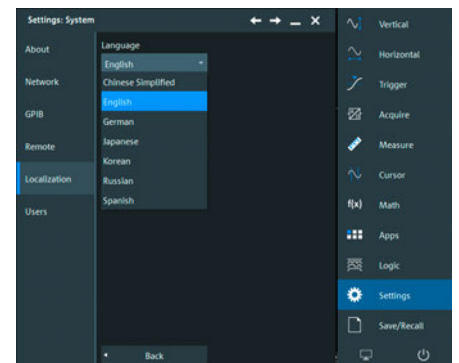 Settings: System
About
Network
GPIB
Remote
Localization
Users
Language
English
Chinese Simplified
English
German
Japanese
Korean
Russian
Spanish
Back
Vertical
Horizontal
Trigger
Acquire
Measure
Cursor
f(x) Math
Apps
Logic
Settings
Save/Recall